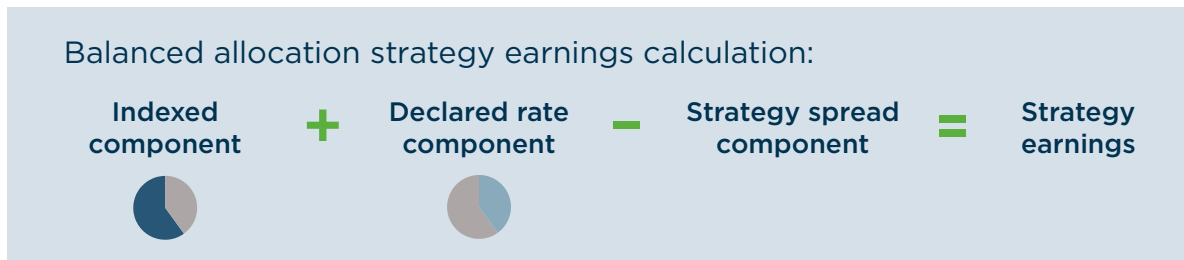 Balanced allocation strategy earnings calculation:
Indexed component + Declared rate component - Strategy spread component = Strategy earnings